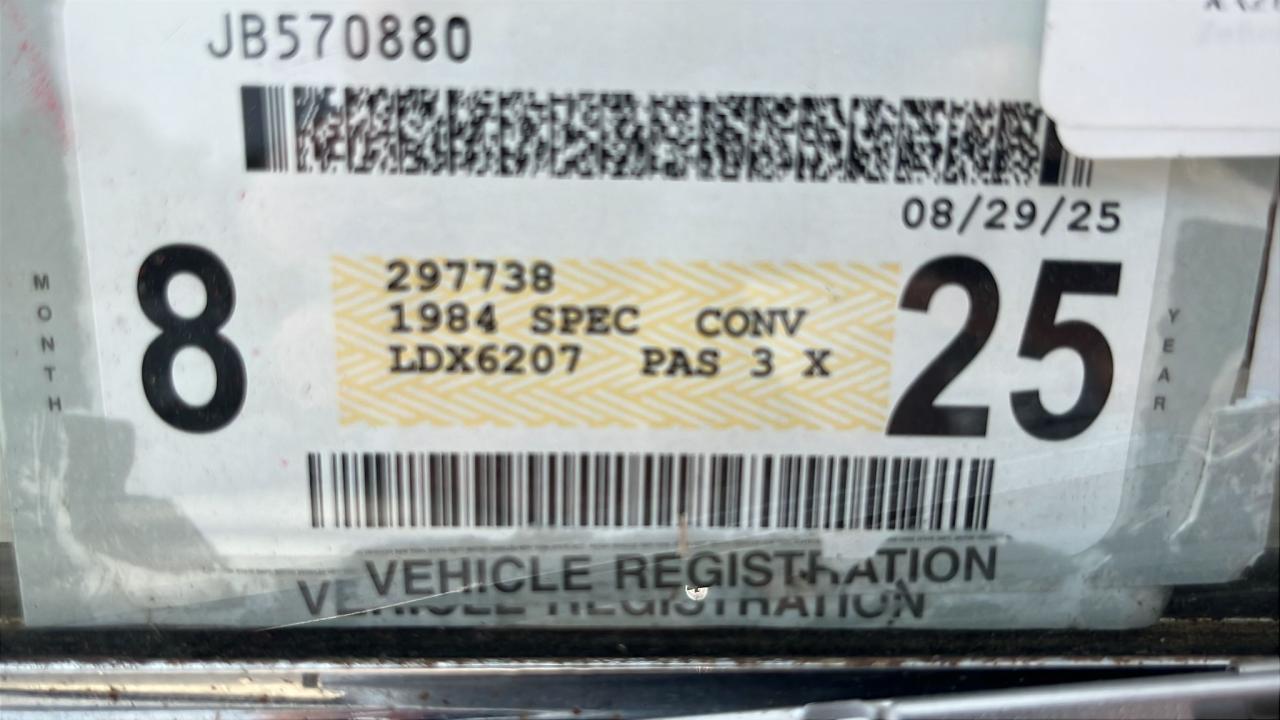 JB570880
08/29/25
8
25
MONTH
YEAR
297738
1984 SPEC CONV
LDX6207 PAS 3 X
VEHICLE REGISTRATION
VEHICLE REGISTRATION